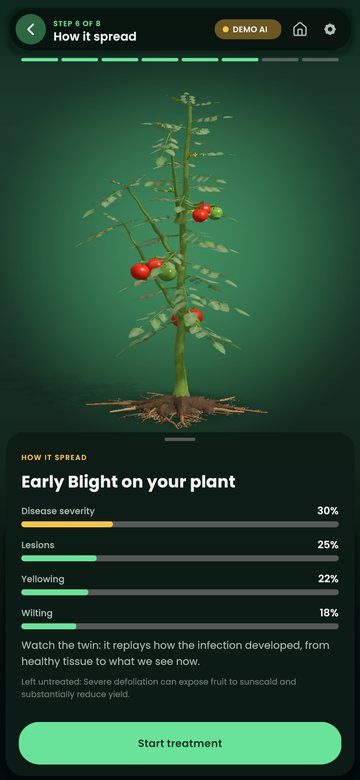 STEP 6 OF 8
How it spread
DEMO AI
HOW IT SPREAD
Early Blight on your plant
Disease severity 30%
Lesions 25%
Yellowing 22%
Wilting 18%
Watch the twin: it replays how the infection developed, from
healthy tissue to what we see now.
Left untreated: Severe defoliation can expose fruit to sunscald and
substantially reduce yield.
Start treatment